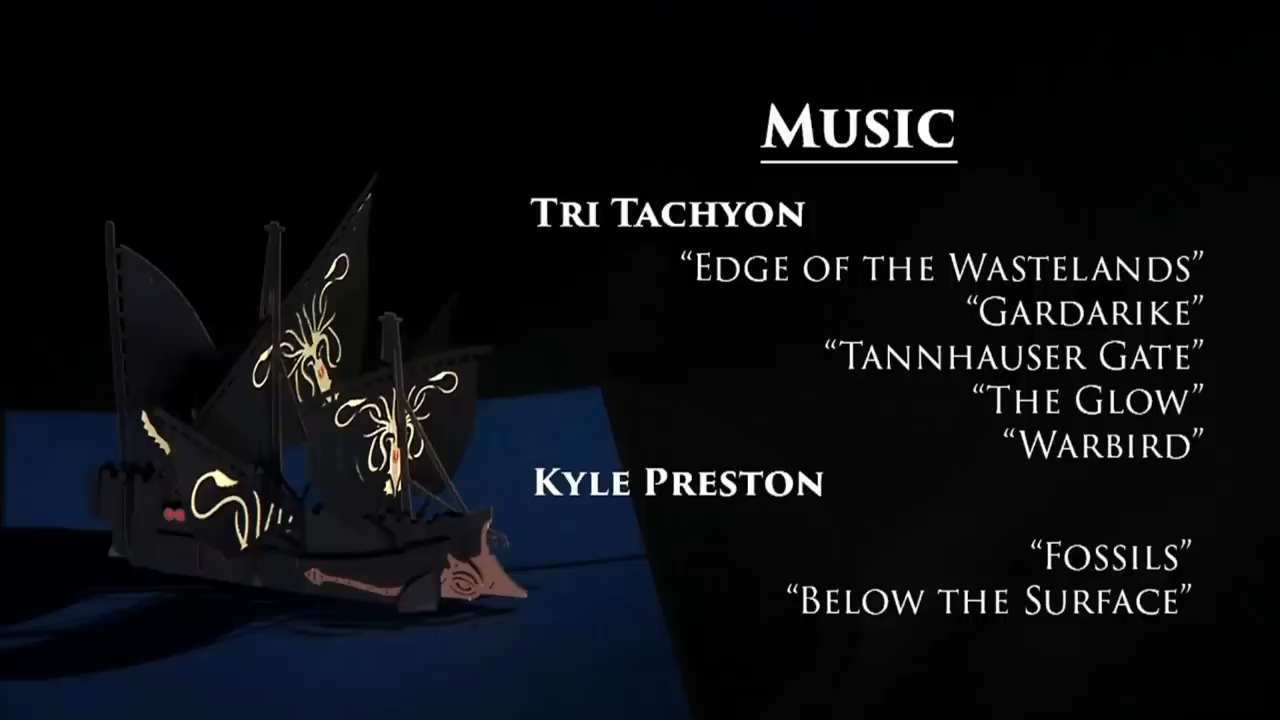 MUSIC
TRI TACHYON
“EDGE OF THE WASTELANDS”
“GARDARIKE”
“TANNHAUSER GATE”
“THE GLOW”
“WARBIRD”
KYLE PRESTON
“FOSSILS”
“BELOW THE SURFACE”